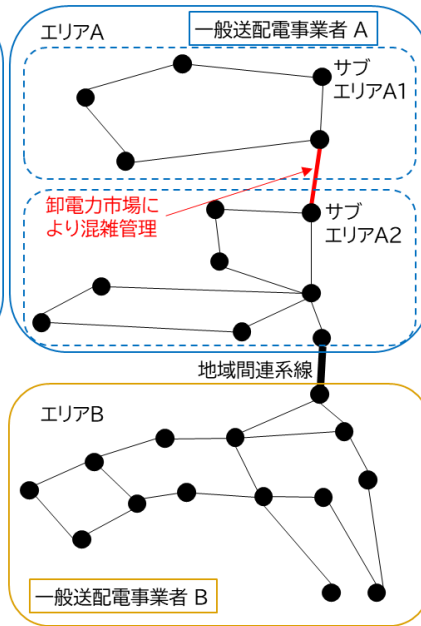 エリアA
一般送配電事業者 A
サブ
エリアA1
卸電力市場に
より混雑管理
サブ
エリアA2
地域間連系線
エリアB
一般送配電事業者 B